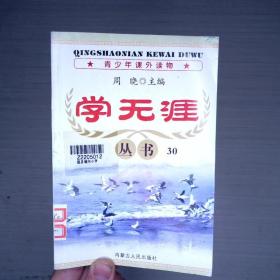 QINGSHAONIAN KEWAI DUWU
★ 青少年课外读物 ★
周晓◎主编
学无涯
丛书 30
22205012
内蒙古人民出版社